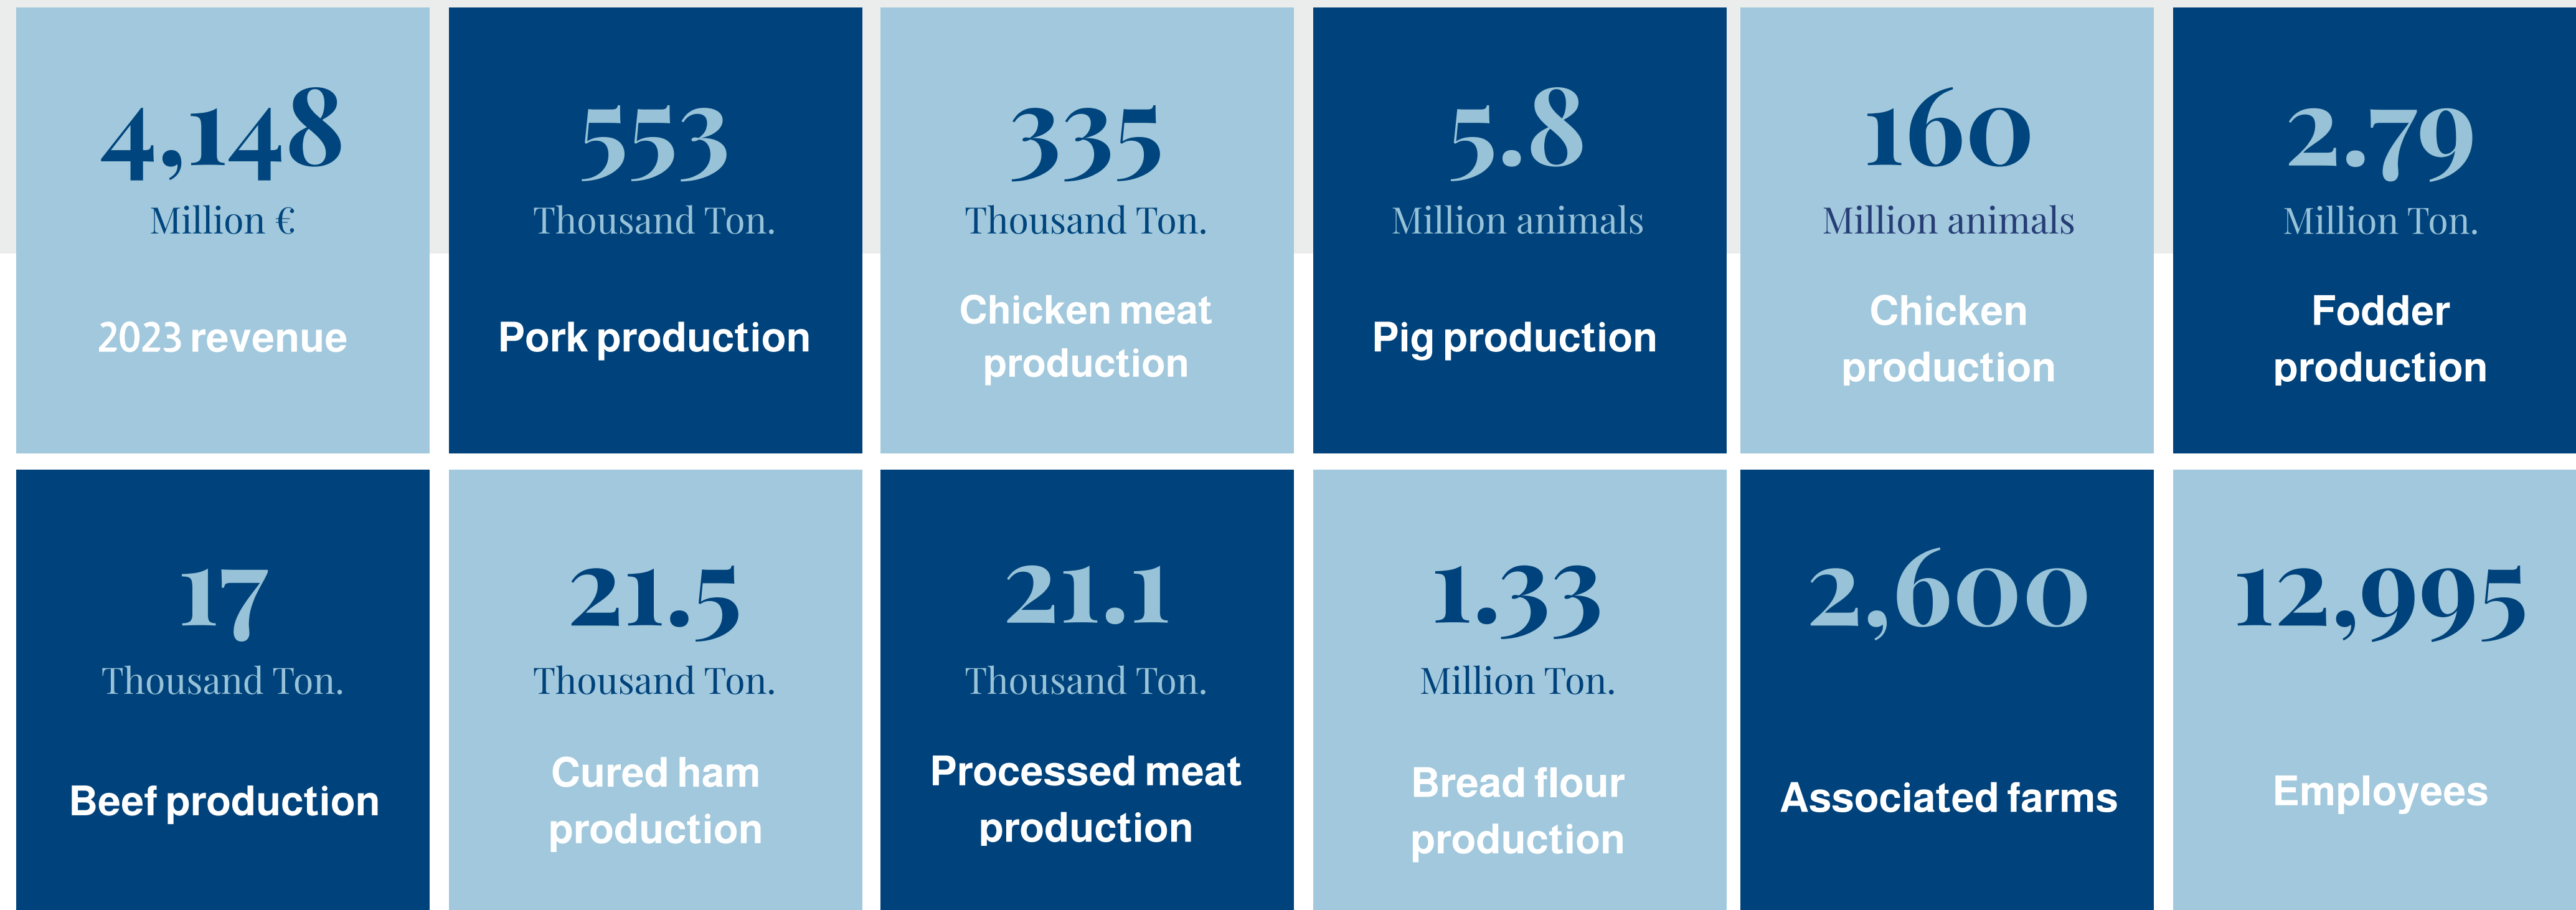 4,148
Million €
2023 revenue
553
Thousand Ton.
Pork production
335
Thousand Ton.
Chicken meat
production
5.8
Million animals
Pig production
160
Million animals
Chicken
production
2.79
Million Ton.
Fodder
production
17
Thousand Ton.
Beef production
21.5
Thousand Ton.
Cured ham
production
21.1
Thousand Ton.
Processed meat
production
1.33
Million Ton.
Bread flour
production
2,600
Associated farms
12,995
Employees